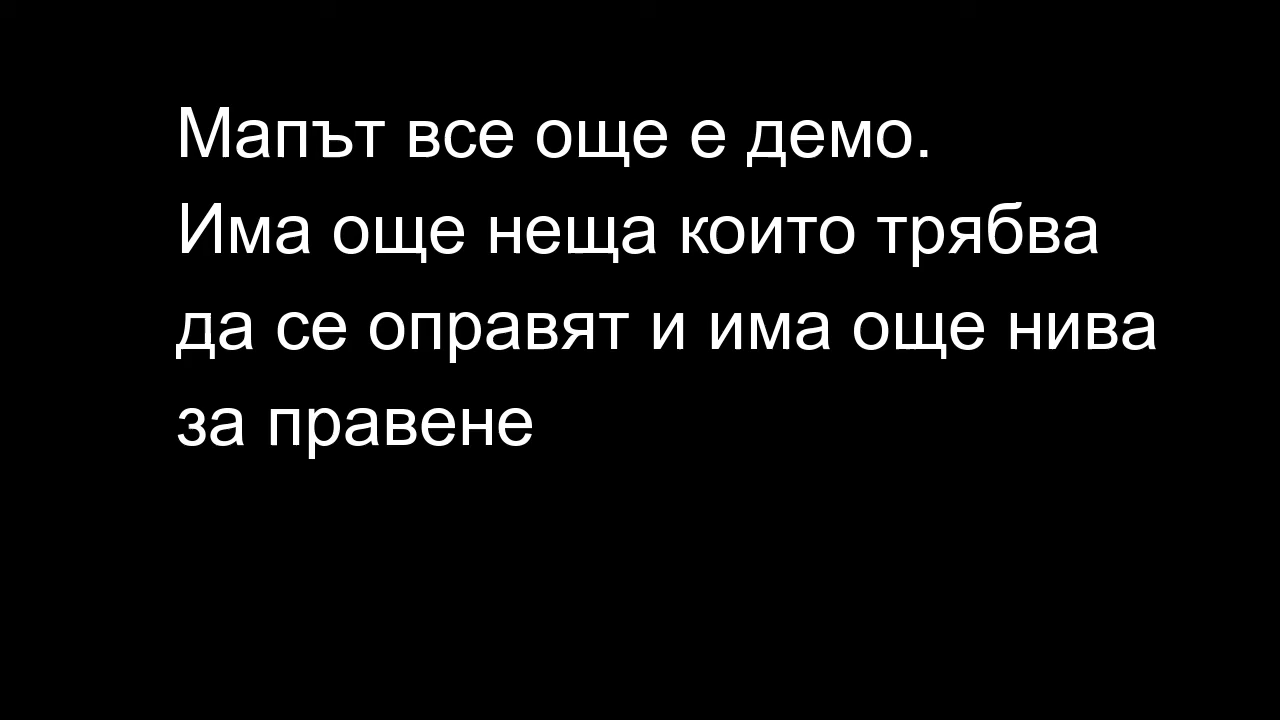 Мапът все още е демо.
Има още неща които трябва
да се оправят и има още нива
за правене